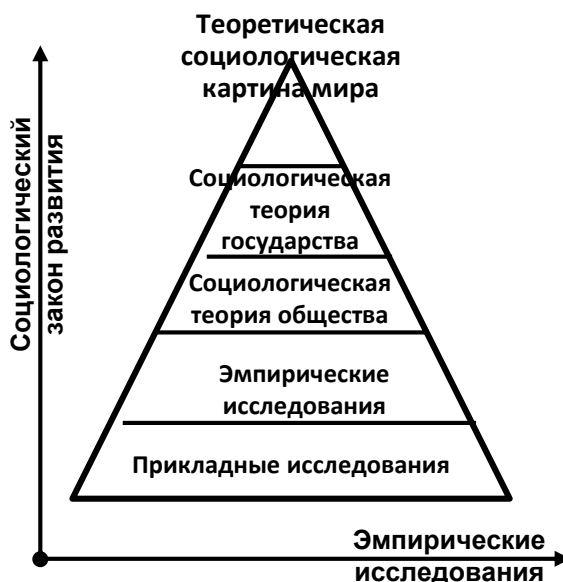 Теоретическая
социологическая
картина мира
Социологическая
теория
государства
Социологическая
теория общества
Эмпирические
исследования
Прикладные исследования
Социологический
закон развития
Эмпирические
исследования